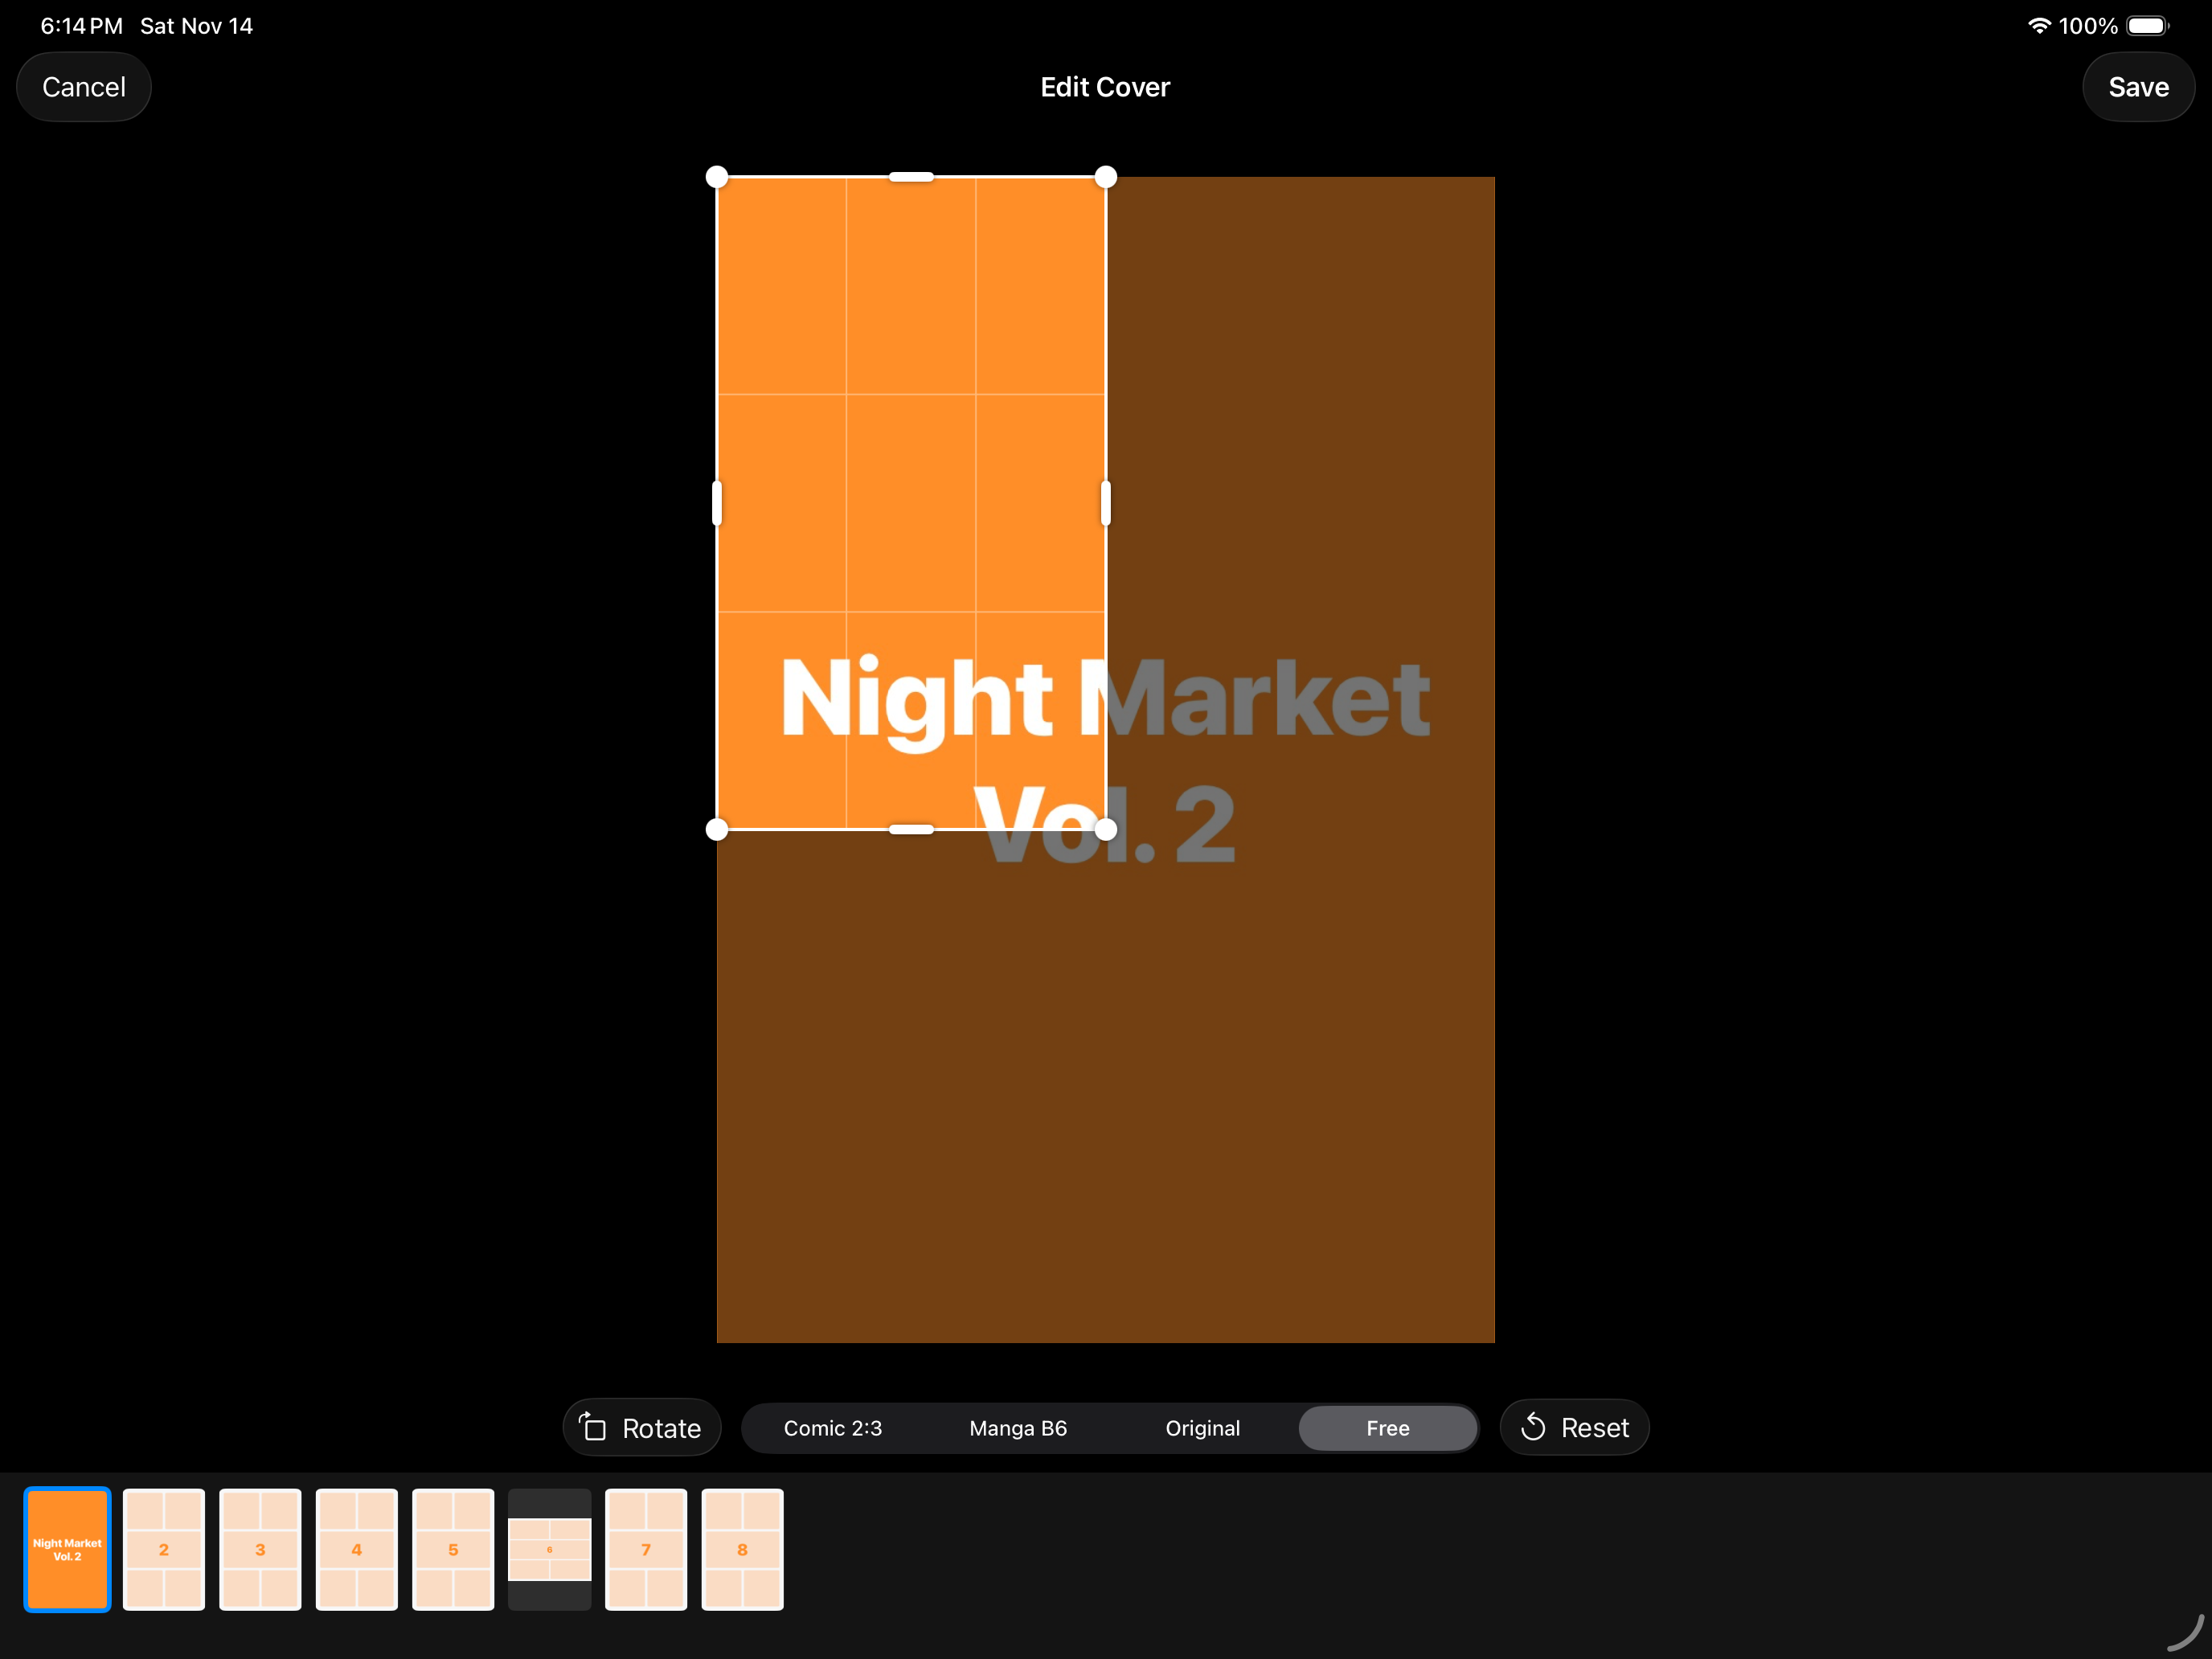 6:14 PM Sat Nov 14
100%
Cancel
Edit Cover
Save
Night Market
Vol. 2
Rotate
Comic 2:3
Manga B6
Original
Free
Reset
Night Market
Vol. 2
2
3
4
5
6
7
8